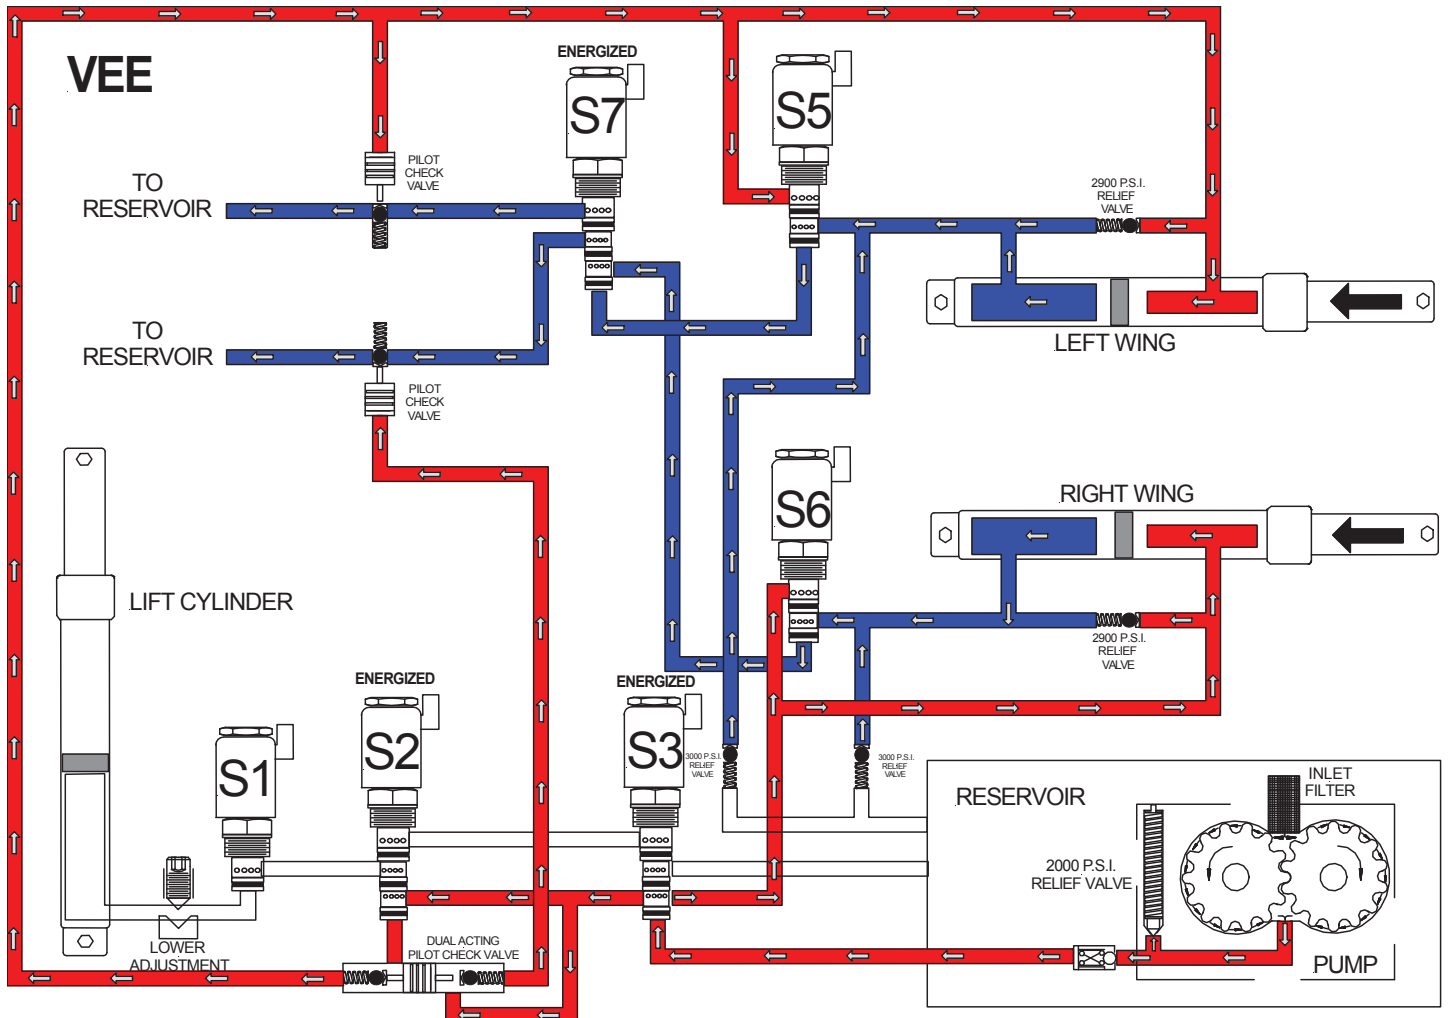 VEE
ENERGIZED
S7
S5
PILOT
CHECK
VALVE
TO
RESERVOIR
2900 P.S.I.
RELIEF
VALVE
LEFT WING
TO
RESERVOIR
PILOT
CHECK
VALVE
S6
RIGHT WING
LIFT CYLINDER
2900 P.S.I.
RELIEF
VALVE
ENERGIZED
S2
ENERGIZED
S3
S1
3000 P.S.I.
RELIEF
VALVE
3000 P.S.I.
RELIEF
VALVE
RESERVOIR
INLET
FILTER
2000 P.S.I.
RELIEF VALVE
LOWER
ADJUSTMENT
DUAL ACTING
PILOT CHECK VALVE
PUMP